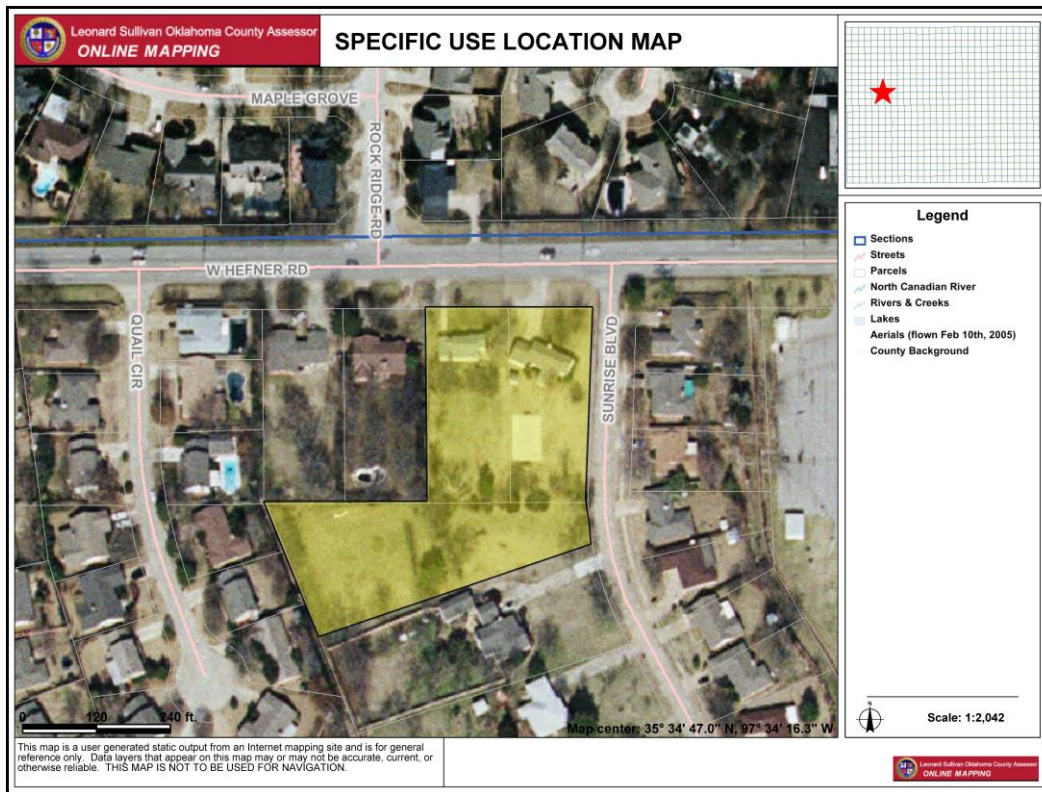 Leonard Sullivan Oklahoma County Assessor
ONLINE MAPPING
SPECIFIC USE LOCATION MAP
MAPLE GROVE
ROCK RIDGE RD
W HEFNER RD
QUAIL CIR
SUNRISE BLVD
0 120 240 ft.
Map center: 35° 34' 47.0" N, 97° 34' 16.3" W
Legend
Sections
Streets
Parcels
North Canadian River
Rivers & Creeks
Lakes
Aerials (flown Feb 10th, 2005)
County Background
N
Scale: 1:2,042
This map is a user generated static output from an Internet mapping site and is for general
reference only. Data layers that appear on this map may or may not be accurate, current, or
otherwise reliable. THIS MAP IS NOT TO BE USED FOR NAVIGATION.
Leonard Sullivan Oklahoma County Assessor
ONLINE MAPPING